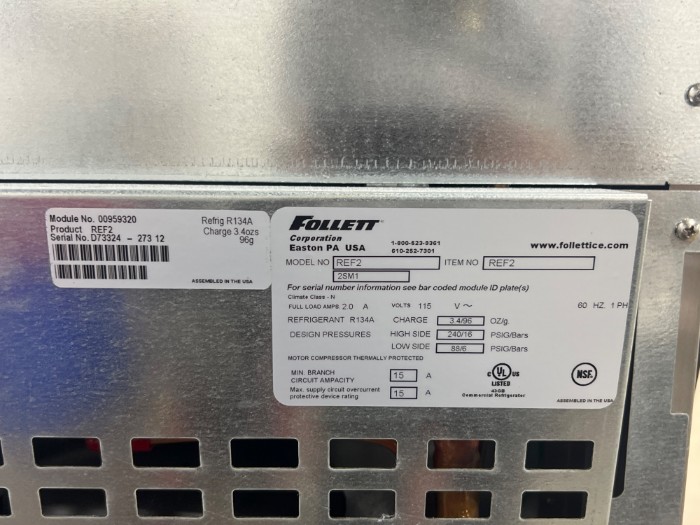 Module No. 00959320
Product REF2
Serial No. D73324 - 273 12
Refrig R134A
Charge 3.4ozs
96g
ASSEMBLED IN THE USA
FOLLETT
Corporation
Easton PA USA
1-800-523-9361
610-252-7301
www.follettice.com
MODEL NO REF2 ITEM NO REF2
2SM1
For serial number information see bar coded module ID plate(s)
Climate Class - N
FULL LOAD AMPS 2.0 A VOLTS 115 V ~ 60 HZ. 1 PH
REFRIGERANT R134A CHARGE 3.4/96 OZ/g.
DESIGN PRESSURES HIGH SIDE 240/16 PSIG/Bars
LOW SIDE 88/6 PSIG/Bars
MOTOR COMPRESSOR THERMALLY PROTECTED
MIN. BRANCH
CIRCUIT AMPACITY 15 A
Max. supply circuit overcurrent
protective device rating 15 A
C UL US
LISTED
Commercial Refrigerator
NSF
ASSEMBLED IN THE USA